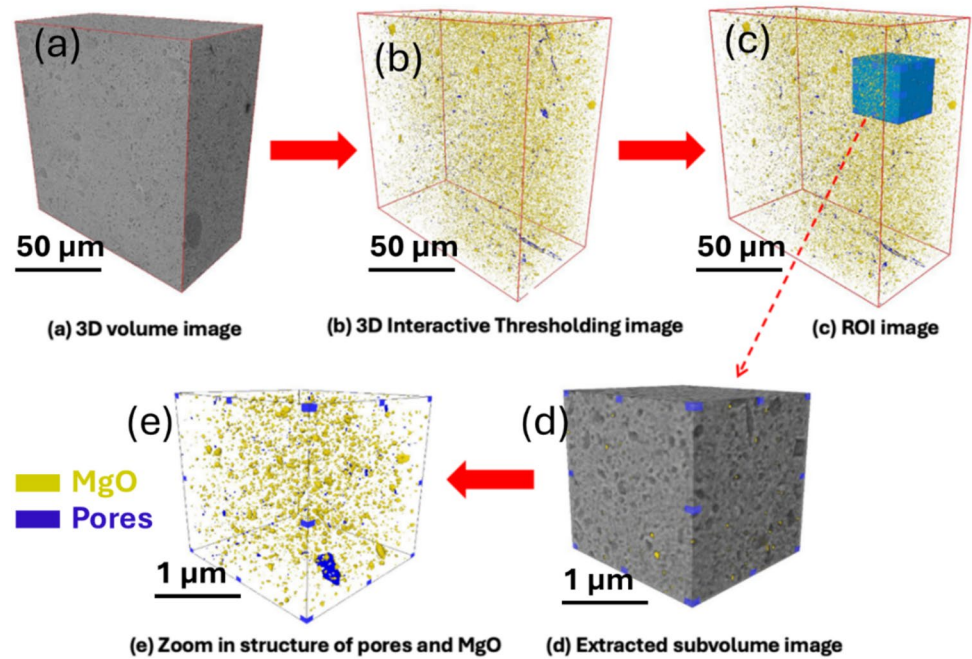 (a)
(b)
(c)
50 µm
50 µm
50 µm
(a) 3D volume image
(b) 3D Interactive Thresholding image
(c) ROI image
(e)
(d)
MgO
Pores
1 µm
1 µm
(e) Zoom in structure of pores and MgO
(d) Extracted subvolume image